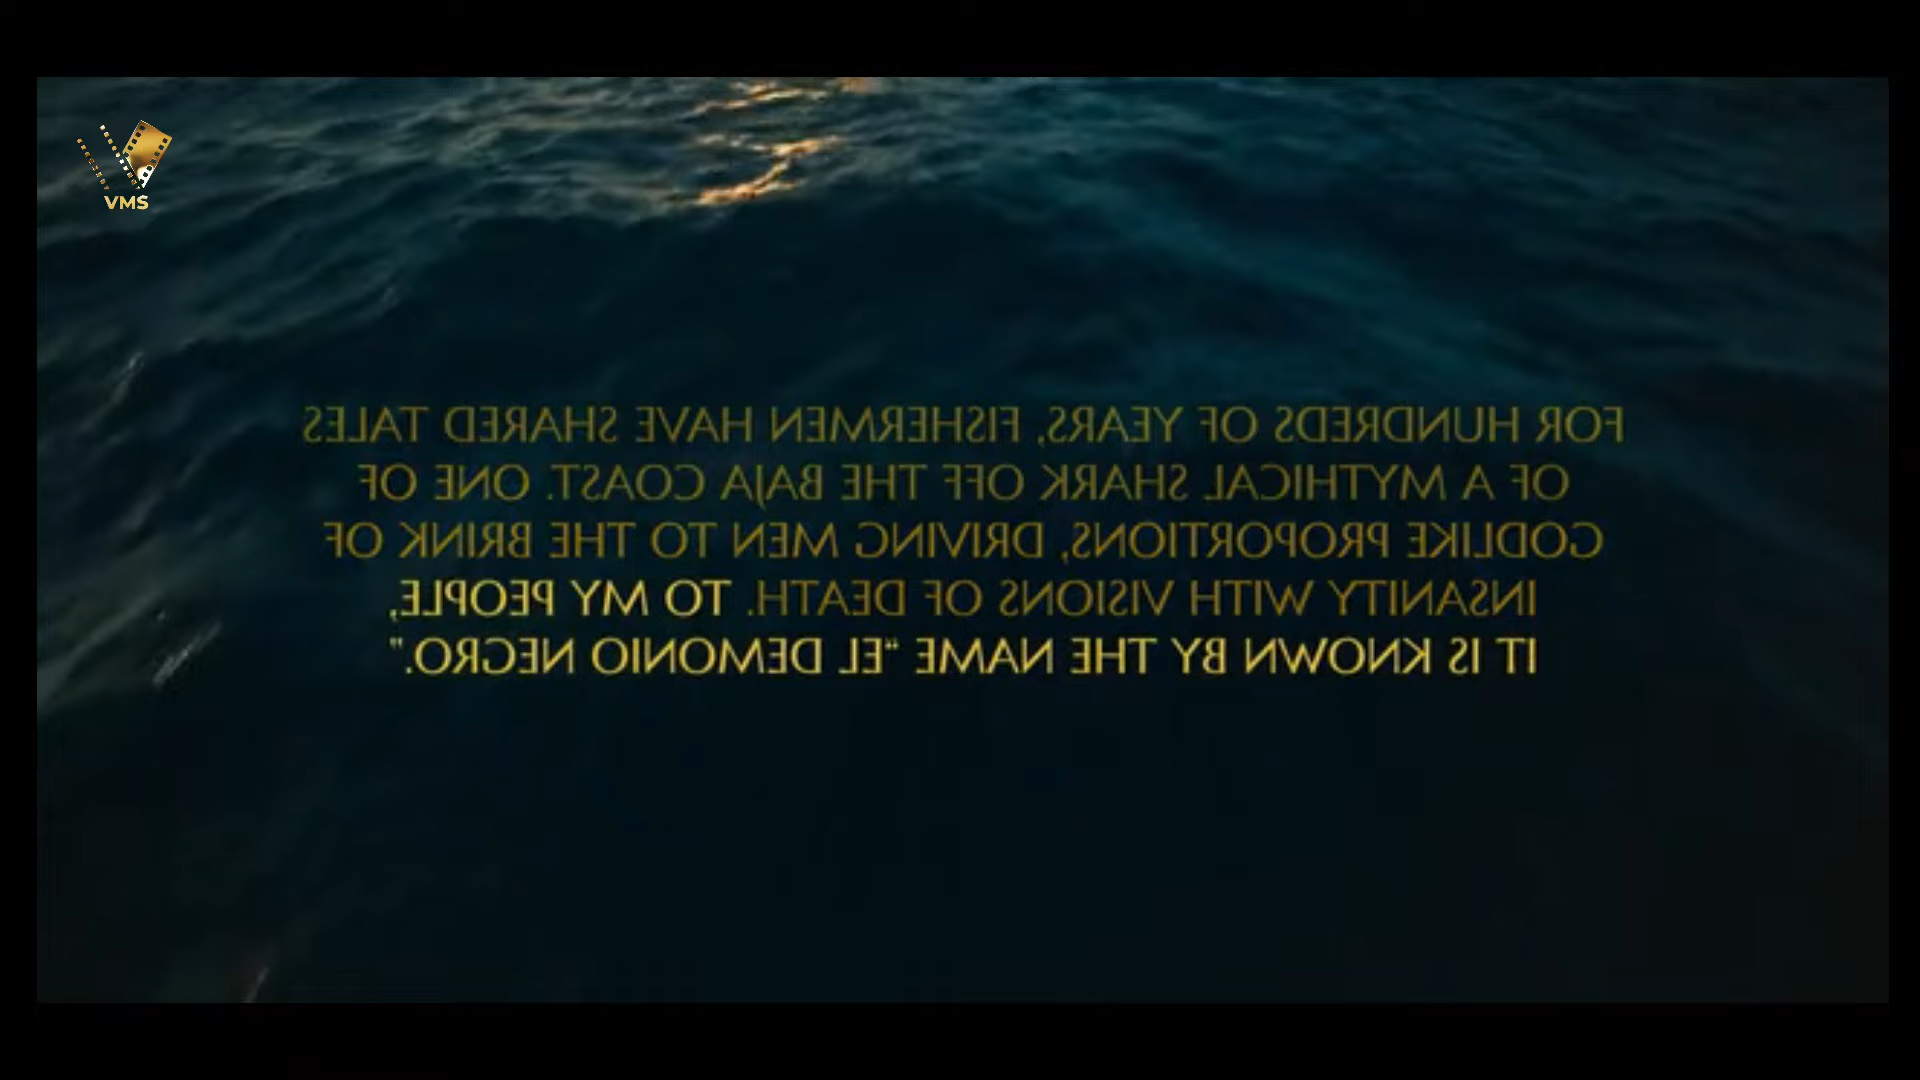 VMS
FOR HUNDREDS OF YEARS, FISHERMEN HAVE SHARED TALES
OF A MYTHICAL SHARK OFF THE BAJA COAST. ONE OF
GODLIKE PROPORTIONS, DRIVING MEN TO THE BRINK OF
INSANITY WITH VISIONS OF DEATH. TO MY PEOPLE,
IT IS KNOWN BY THE NAME “EL DEMONIO NEGRO.”